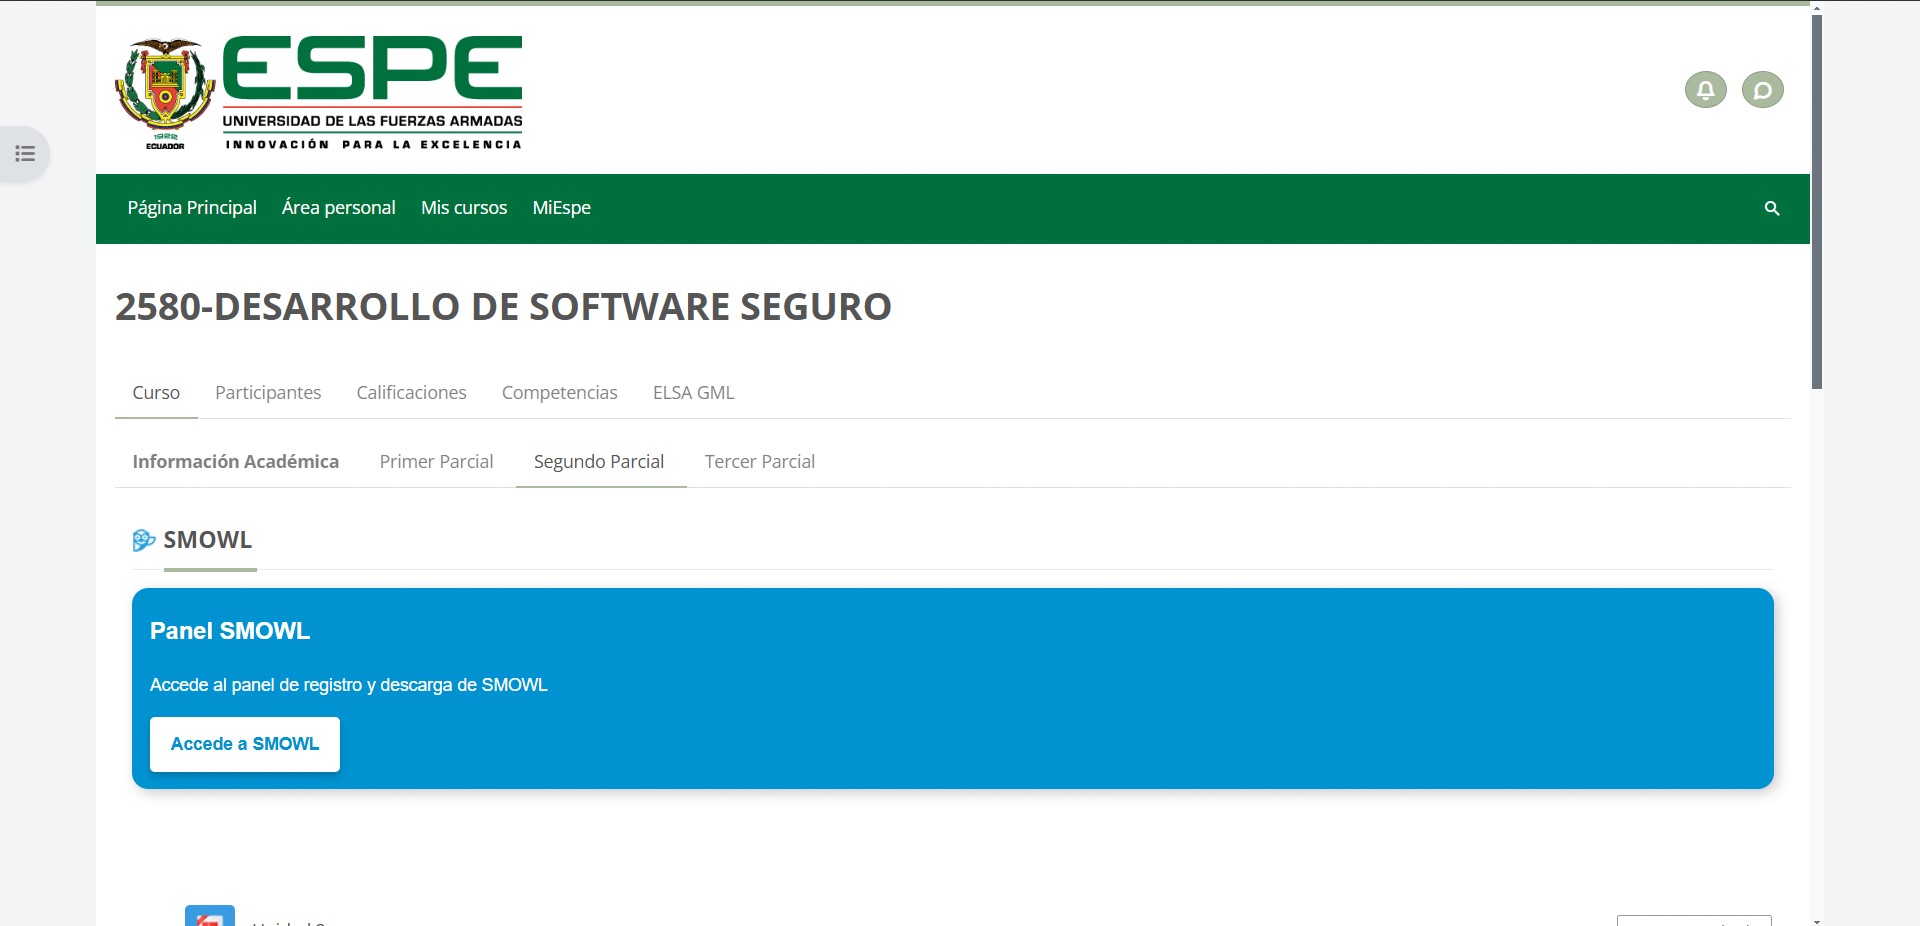 ESPE
UNIVERSIDAD DE LAS FUERZAS ARMADAS
INNOVACIÓN PARA LA EXCELENCIA
1922
ECUADOR
Página Principal Área personal Mis cursos MiEspe
2580-DESARROLLO DE SOFTWARE SEGURO
Curso Participantes Calificaciones Competencias ELSA GML
Información Académica Primer Parcial Segundo Parcial Tercer Parcial
SMOWL
Panel SMOWL
Accede al panel de registro y descarga de SMOWL
Accede a SMOWL